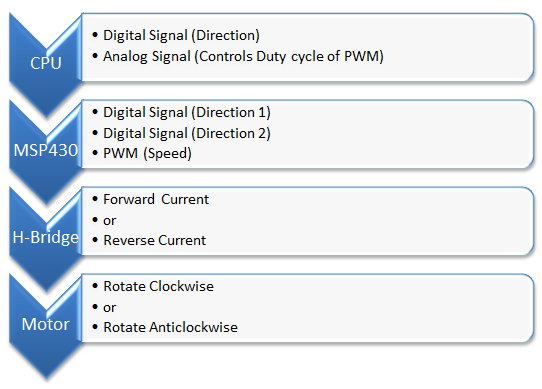 CPU
• Digital Signal (Direction)
• Analog Signal (Controls Duty cycle of PWM)
MSP430
• Digital Signal (Direction 1)
• Digital Signal (Direction 2)
• PWM (Speed)
H-Bridge
• Forward Current
• or
• Reverse Current
Motor
• Rotate Clockwise
• or
• Rotate Anticlockwise